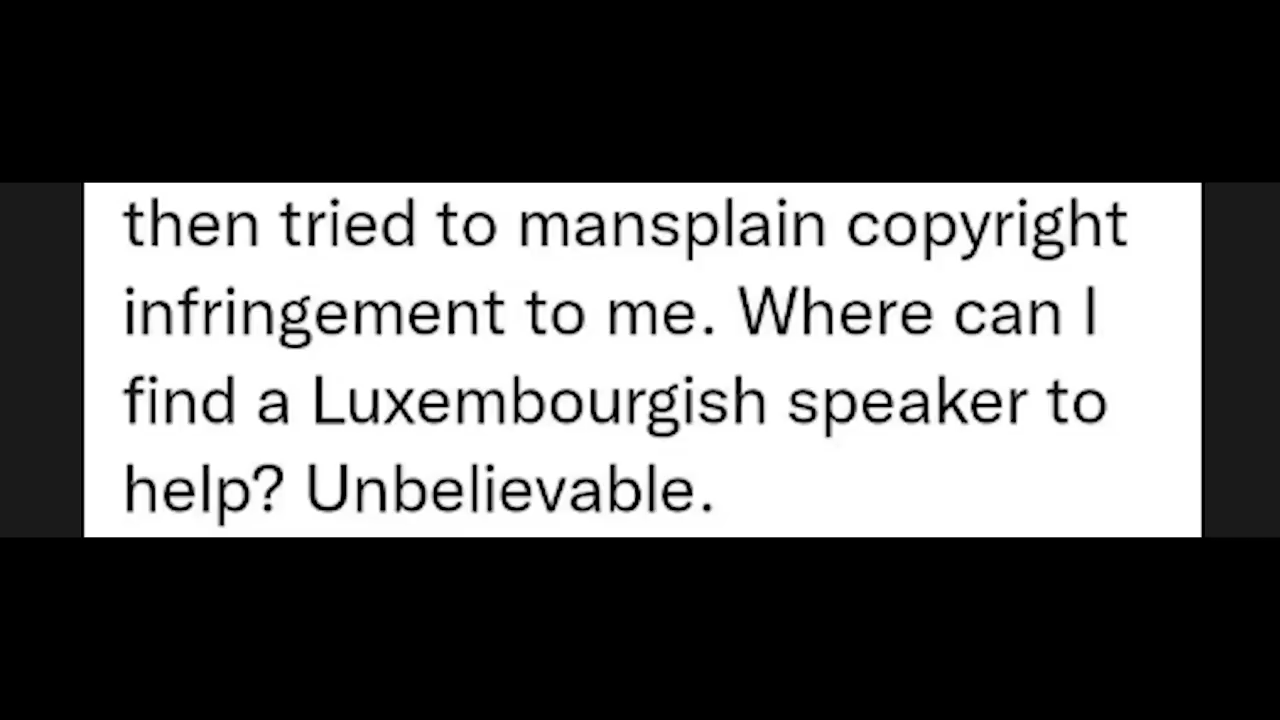 then tried to mansplain copyright
infringement to me. Where can I
find a Luxembourgish speaker to
help? Unbelievable.